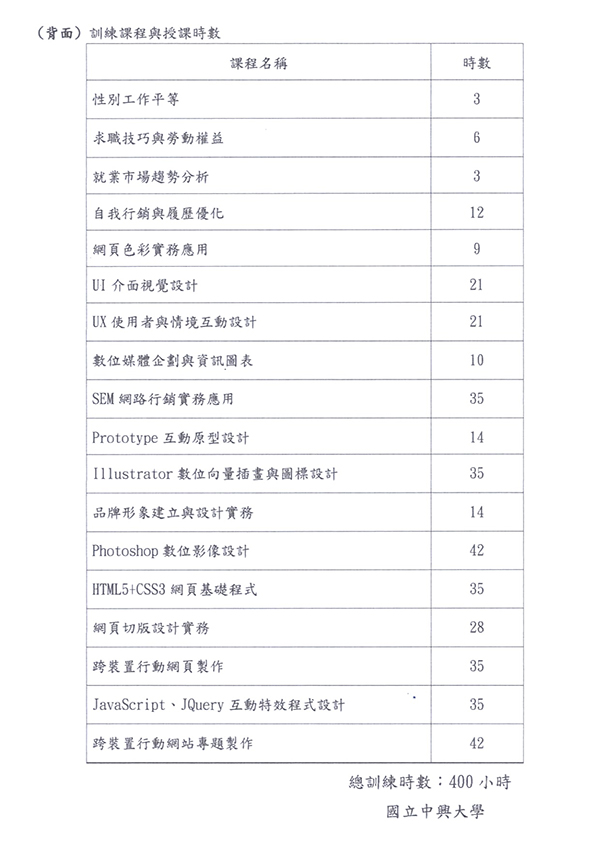 （背面）訓練課程與授課時數
課程名稱 時數
性別工作平等 3
求職技巧與勞動權益 6
就業市場趨勢分析 3
自我行銷與履歷優化 12
網頁色彩實務應用 9
UI 介面視覺設計 21
UX 使用者與情境互動設計 21
數位媒體企劃與資訊圖表 10
SEM 網路行銷實務應用 35
Prototype 互動原型設計 14
Illustrator 數位向量插畫與圖標設計 35
品牌形象建立與設計實務 14
Photoshop 數位影像設計 42
HTML5+CSS3 網頁基礎程式 35
網頁切版設計實務 28
跨裝置行動網頁製作 35
JavaScript、JQuery 互動特效程式設計 35
跨裝置行動網站專題製作 42
總訓練時數：400 小時
國立中興大學